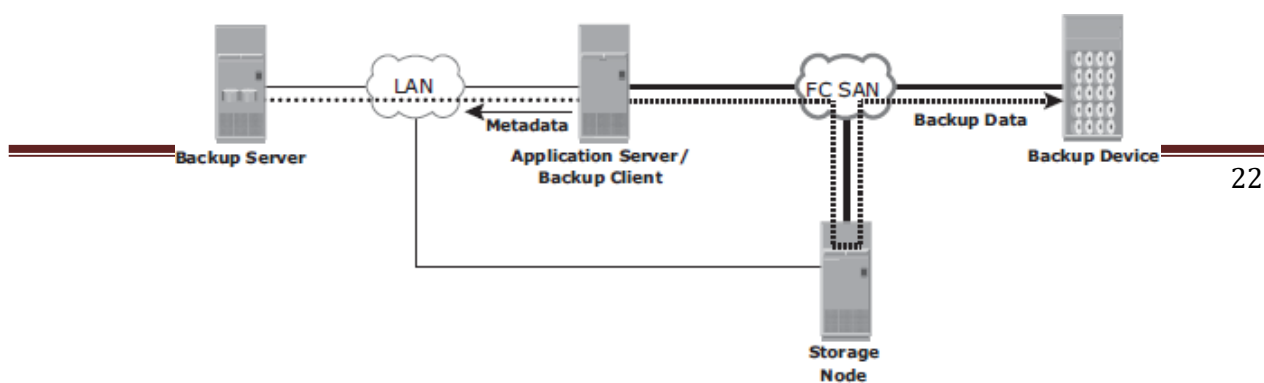 LAN
FC SAN
Metadata
Backup Data
Backup Server
Application Server/
Backup Client
Backup Device
22
Storage
Node